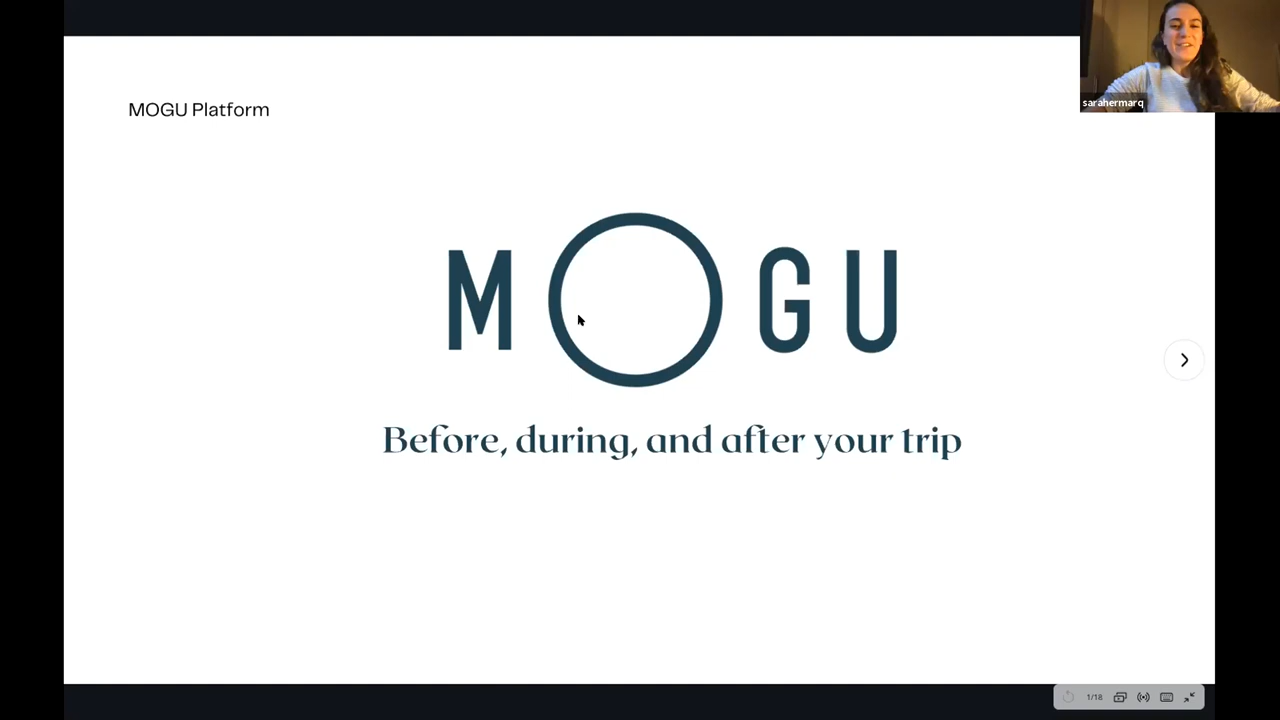 MOGU Platform
sarahermarq
MOGU
Before, during, and after your trip
1/18